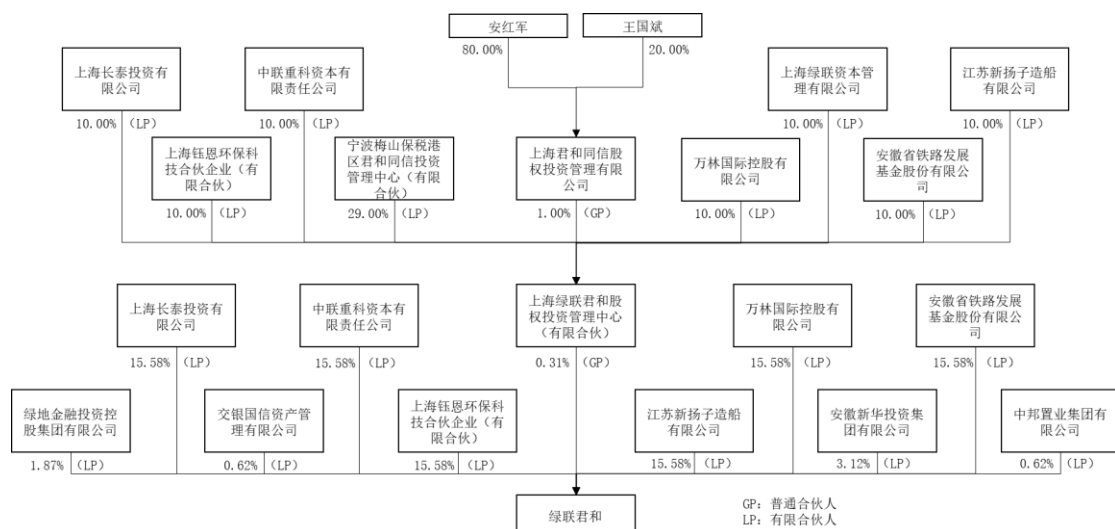 安红军
王国斌
80.00%
20.00%
上海长泰投资有
限公司
中联重科资本有
限责任公司
上海绿联资本管
理有限公司
江苏新扬子造船
有限公司
10.00%
(LP)
10.00%
(LP)
10.00%
(LP)
10.00%
(LP)
上海钰恩环保科
技合伙企业（有
限合伙）
宁波梅山保税港
区君和同信投资
管理中心（有限
合伙）
上海君和同信股
权投资管理有限
公司
万林国际控股有
限公司
安徽省铁路发展
基金股份有限公
司
10.00%
(LP)
29.00%
(LP)
1.00%
(GP)
10.00%
(LP)
10.00%
(LP)
上海长泰投资有
限公司
中联重科资本有
限责任公司
上海绿联君和股
权投资管理中心
（有限合伙）
万林国际控股有
限公司
安徽省铁路发展
基金股份有限公
司
15.58%
(LP)
15.58%
(LP)
0.31%
(GP)
15.58%
(LP)
15.58%
(LP)
绿地金融投资控
股集团有限公司
交银国信资产管
理有限公司
上海钰恩环保科
技合伙企业（有
限合伙）
江苏新扬子造船
有限公司
安徽新华投资集
团有限公司
中邦置业集团有
限公司
1.87%
(LP)
0.62%
(LP)
15.58%
(LP)
15.58%
(LP)
3.12%
(LP)
0.62%
(LP)
绿联君和
GP：普通合伙人
LP：有限合伙人